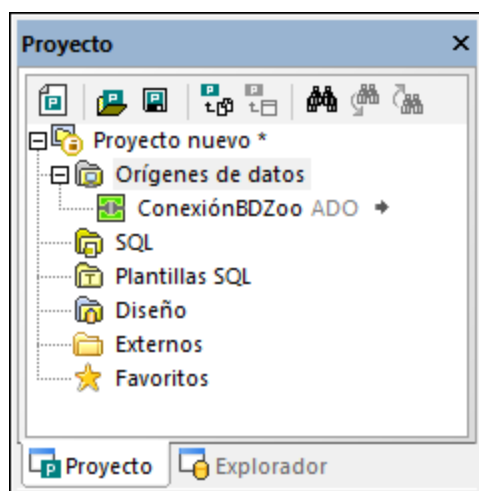 Proyecto
Proyecto nuevo *
Orígenes de datos
ConexiónBDZoo ADO
SQL
Plantillas SQL
Diseño
Externos
Favoritos
Proyecto Explorador